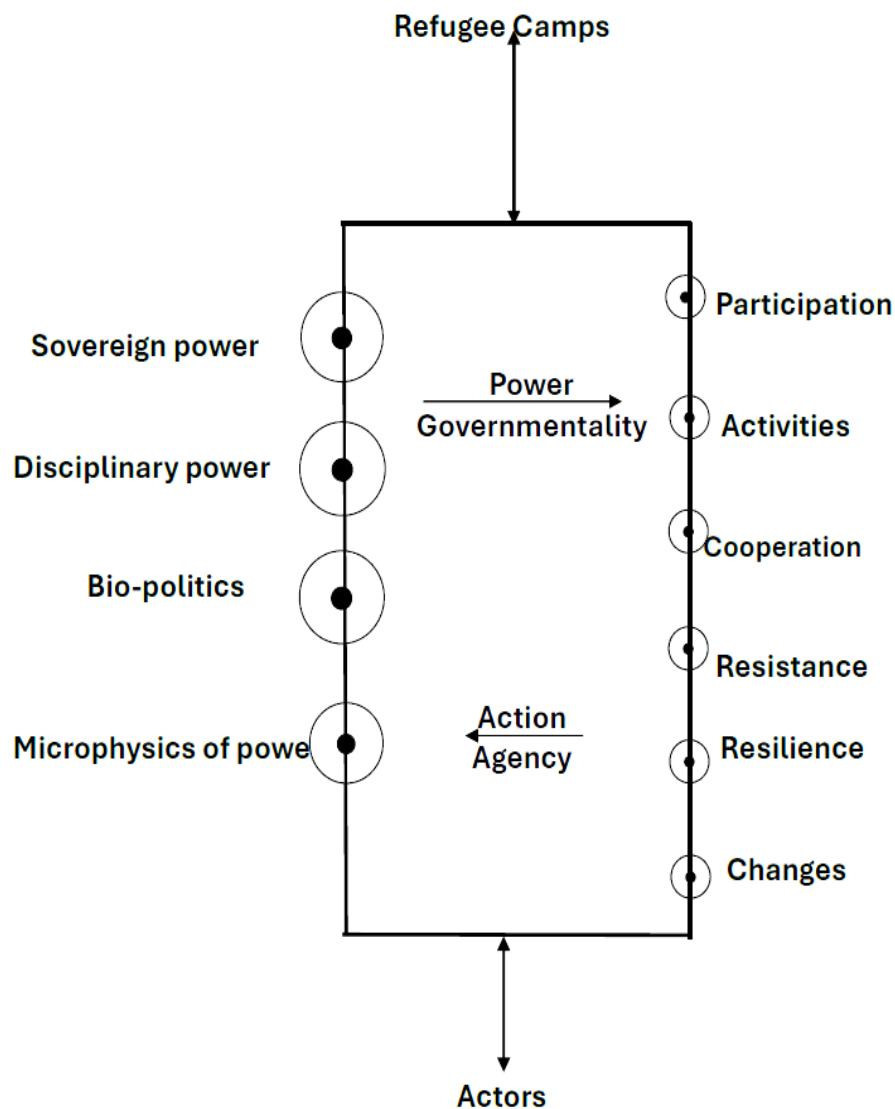 Refugee Camps
Participation
Sovereign power
Power
Governmentality
Activities
Disciplinary power
Cooperation
Bio-politics
Resistance
Action
Agency
Microphysics of powe
Resilience
Changes
Actors